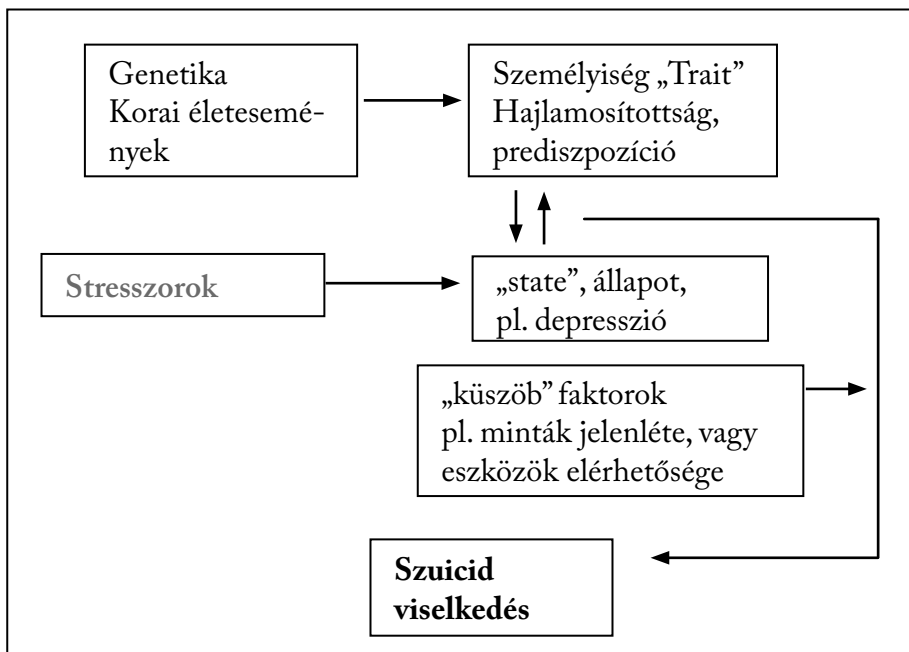 Genetika
Korai életesemé-
nyek
Személyiség „Trait”
Hajlamosítottság,
prediszpozíció
Stresszorok
„state”, állapot,
pl. depresszió
„küszöb” faktorok
pl. minták jelenléte, vagy
eszközök elérhetősége
Szuicid
viselkedés